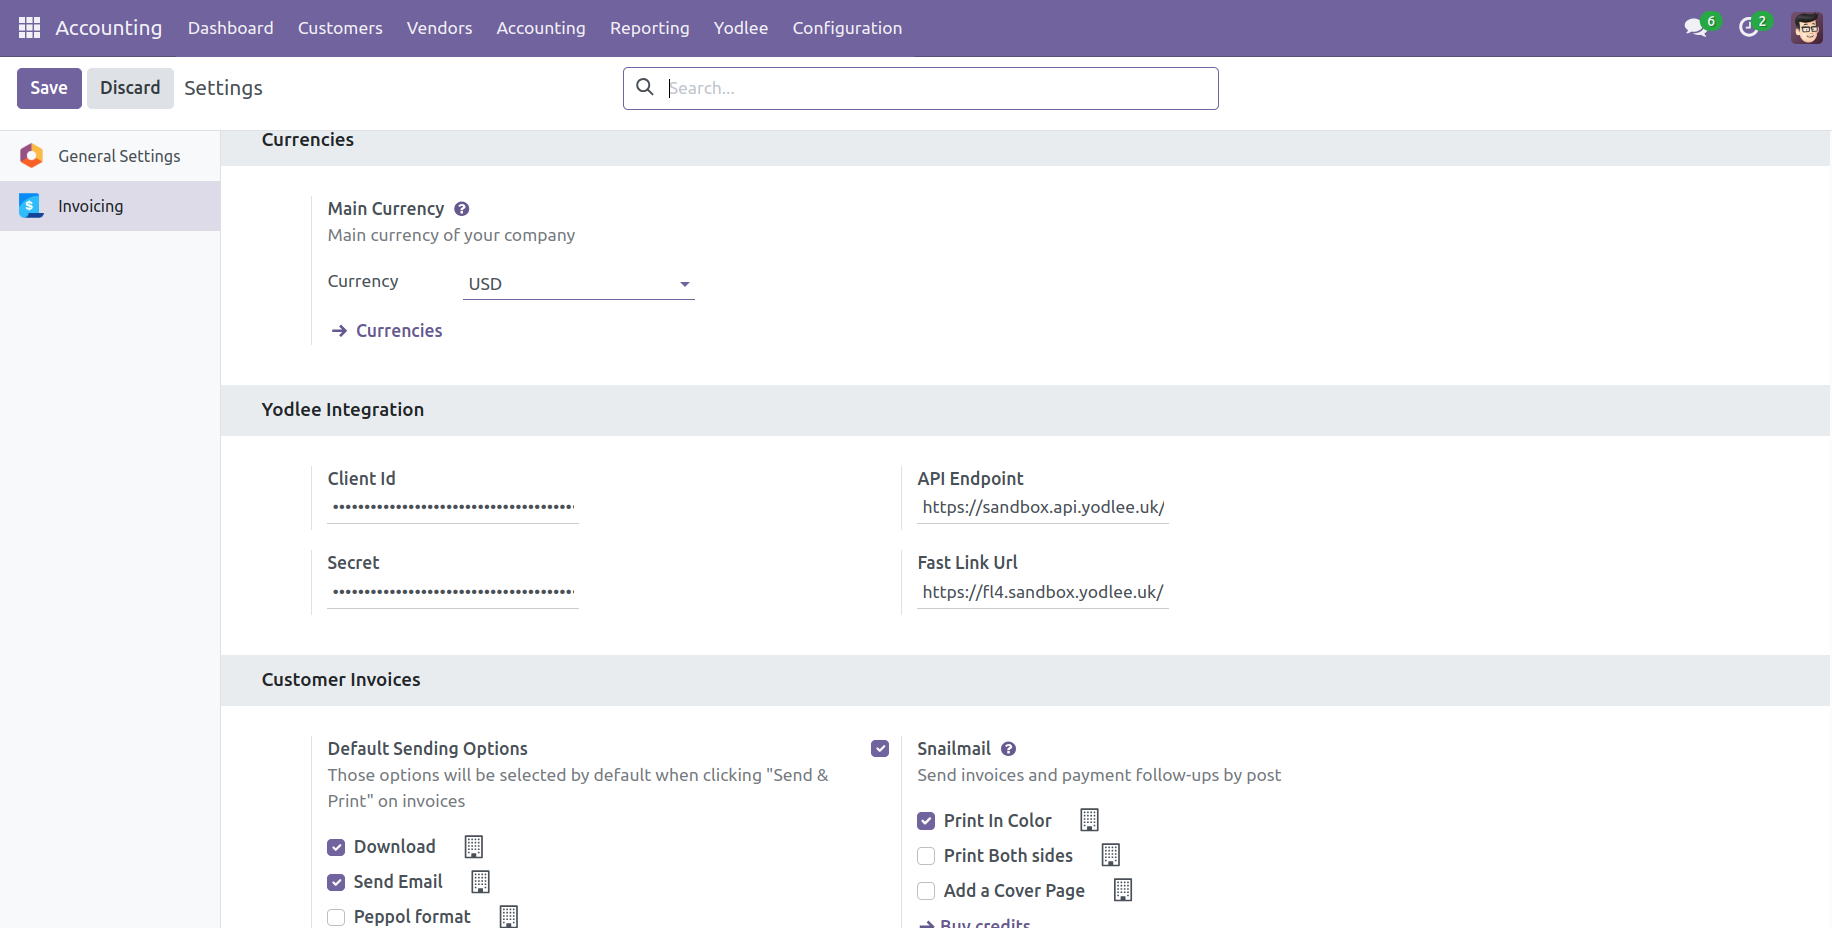 Accounting Dashboard Customers Vendors Accounting Reporting Yodlee Configuration 6 2
Save Discard Settings Search...
General Settings
Invoicing
Currencies
Main Currency ?
Main currency of your company
Currency USD
→ Currencies
Yodlee Integration
Client Id
••••••••••••••••••••••••••••••••••••••
API Endpoint
https://sandbox.api.yodlee.uk/
Secret
••••••••••••••••••••••••••••••••••••••
Fast Link Url
https://fl4.sandbox.yodlee.uk/
Customer Invoices
Default Sending Options
Those options will be selected by default when clicking "Send &
Print" on invoices
Download
Send Email
Peppol format
Snailmail ?
Send invoices and payment follow-ups by post
Print In Color
Print Both sides
Add a Cover Page
→ Buy credits